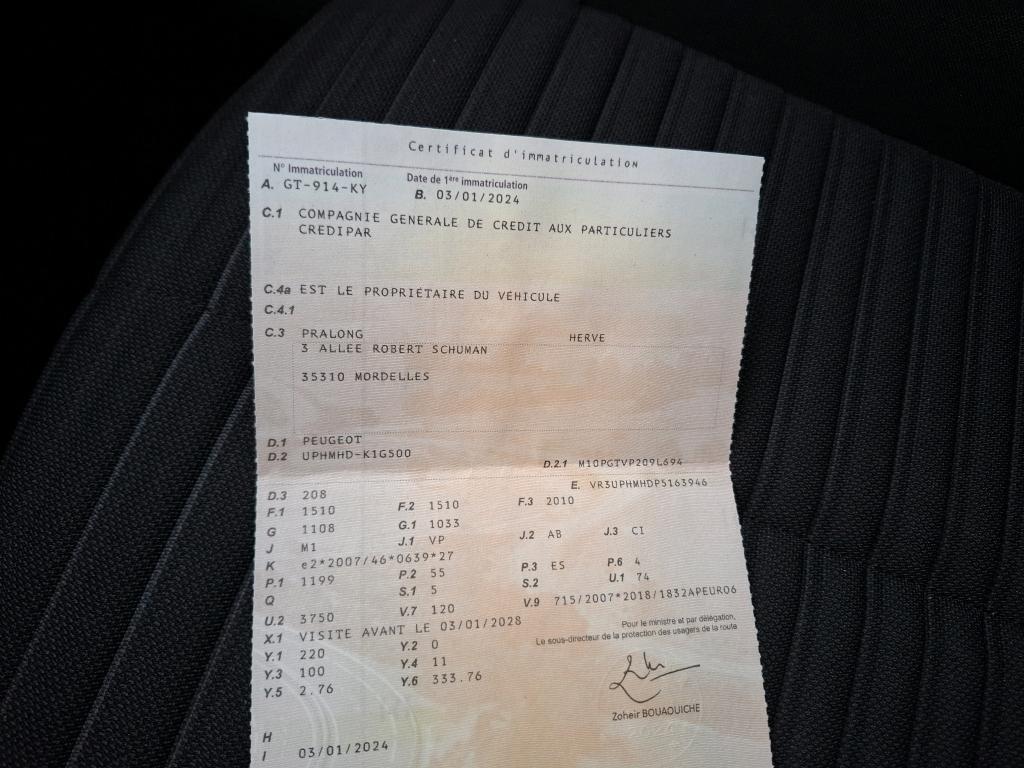 Certificat d'immatriculation
N° Immatriculation Date de 1ère immatriculation
A. GT-914-KY B. 03/01/2024
C.1 COMPAGNIE GENERALE DE CREDIT AUX PARTICULIERS
CREDIPAR
C.4a EST LE PROPRIÉTAIRE DU VÉHICULE
C.4.1
C.3 PRALONG HERVE
3 ALLEE ROBERT SCHUMAN
35310 MORDELLES
D.1 PEUGEOT
D.2 UPHMHD-K1G500 D.2.1 M10PGTVP209L694
E. VR3UPHMHDP5163946
D.3 208
F.1 1510 F.2 1510 F.3 2010
G 1108 G.1 1033
J M1 J.1 VP J.2 AB J.3 CI
K e2*2007/46*0639*27
P.1 1199 P.2 55 P.3 ES P.6 4
Q S.1 5 S.2 U.1 74
U.2 3750 V.7 120 V.9 715/2007*2018/1832APEURO6
X.1 VISITE AVANT LE 03/01/2028
Pour le ministre et par délégation,
Le sous-directeur de la protection des usagers de la route
Y.1 220 Y.2 0
Y.3 100 Y.4 11
Y.5 2.76 Y.6 333.76
Zoheir BOUAOUICHE
H
I 03/01/2024